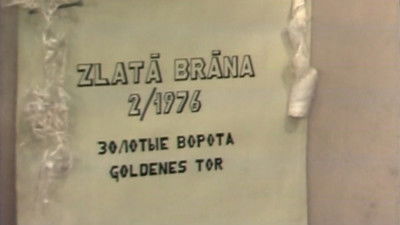 ZLATÁ BRÁNA
2/1976
ЗОЛОТЫЕ ВОРОТА
GOLDENES TOR